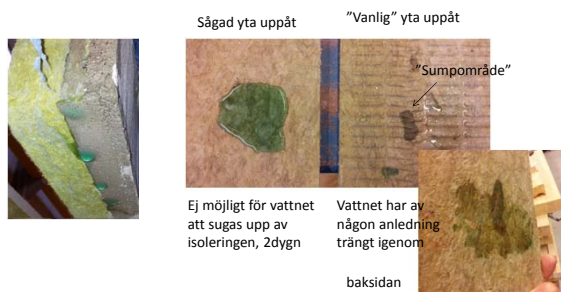 Sågad yta uppåt
”Vanlig” yta uppåt
”Sumpområde”
Ej möjligt för vattnet
att sugas upp av
isoleringen, 2dygn
Vattnet har av
någon anledning
trängt igenom
baksidan